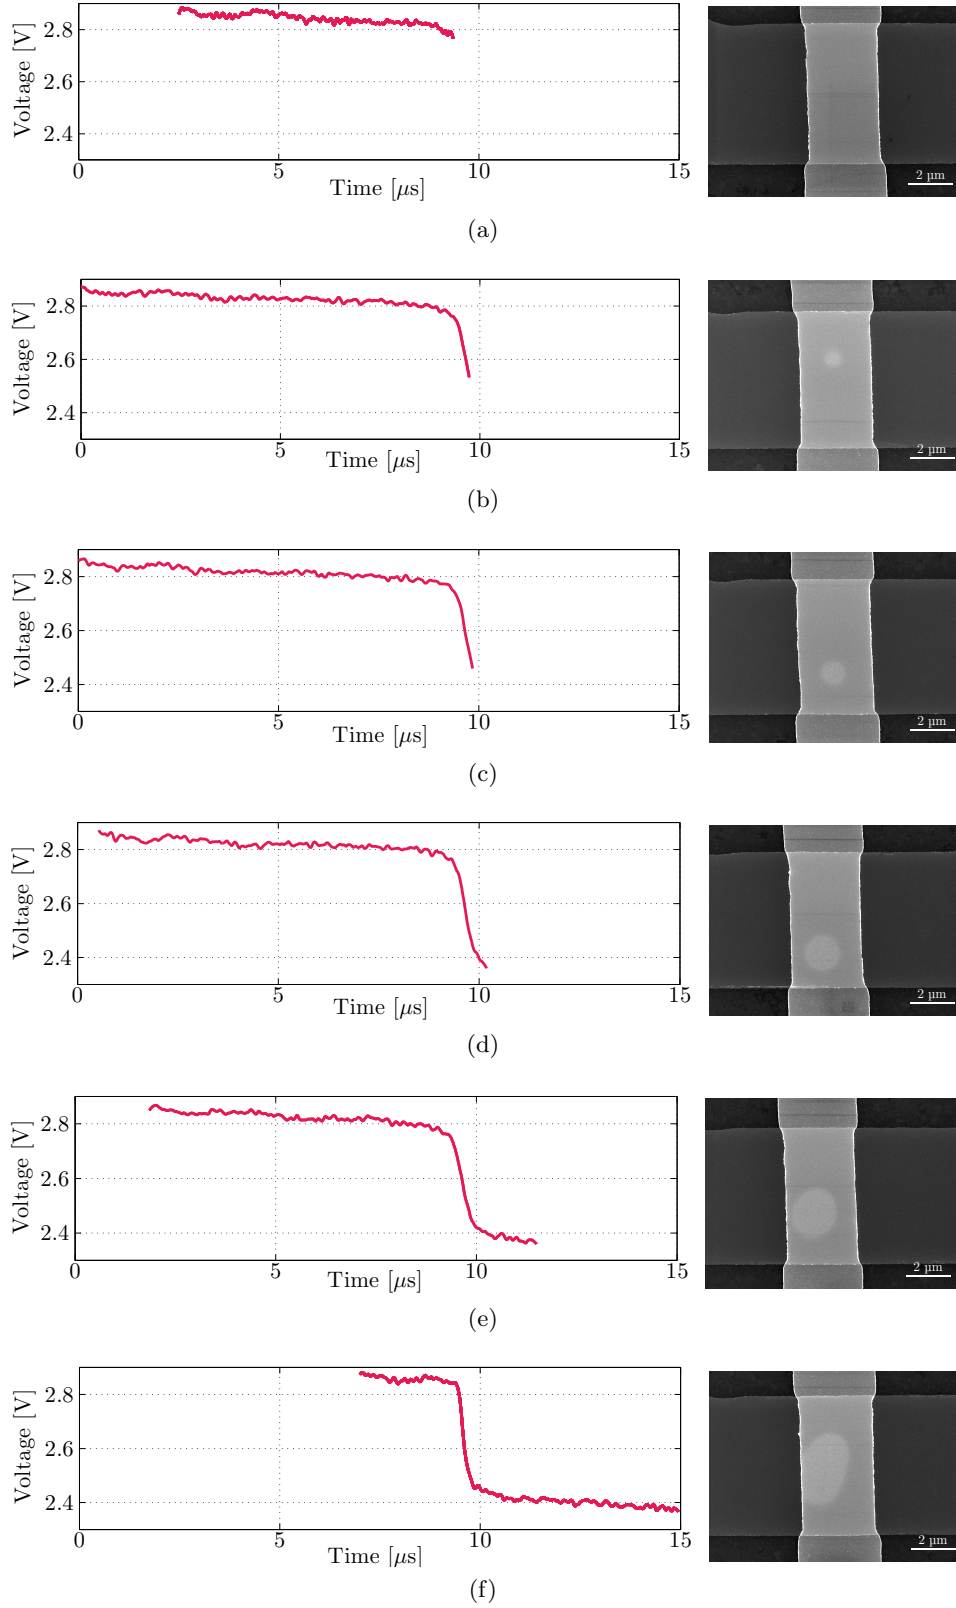 Voltage [V]
2.8
2.6
2.4
0
5
10
15
Time [μs]
2 µm
(a)
Voltage [V]
2.8
2.6
2.4
0
5
10
15
Time [μs]
2 µm
(b)
Voltage [V]
2.8
2.6
2.4
0
5
10
15
Time [μs]
2 µm
(c)
Voltage [V]
2.8
2.6
2.4
0
5
10
15
Time [μs]
2 µm
(d)
Voltage [V]
2.8
2.6
2.4
0
5
10
15
Time [μs]
2 µm
(e)
Voltage [V]
2.8
2.6
2.4
0
5
10
15
Time [μs]
2 µm
(f)